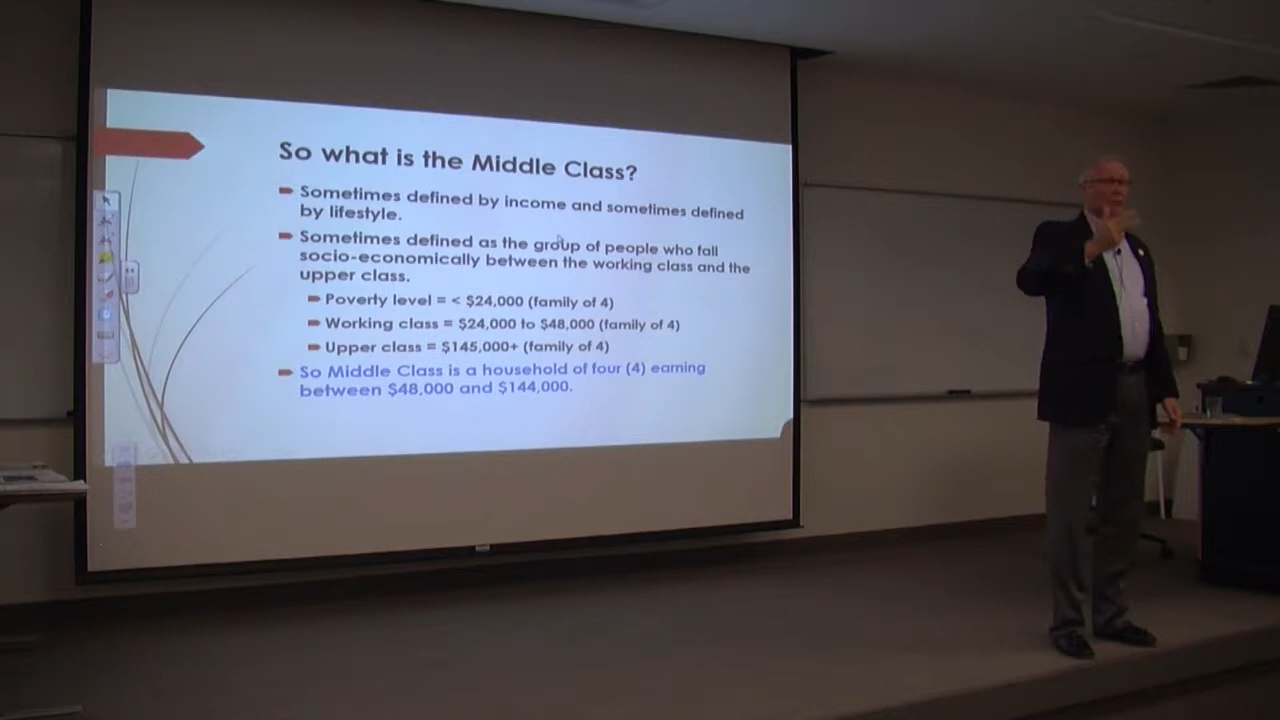 So what is the Middle Class?
Sometimes defined by income and sometimes defined
by lifestyle.
Sometimes defined as the group of people who fall
socio-economically between the working class and the
upper class.
Poverty level = < $24,000 (family of 4)
Working class = $24,000 to $48,000 (family of 4)
Upper class = $145,000+ (family of 4)
So Middle Class is a household of four (4) earning
between $48,000 and $144,000.